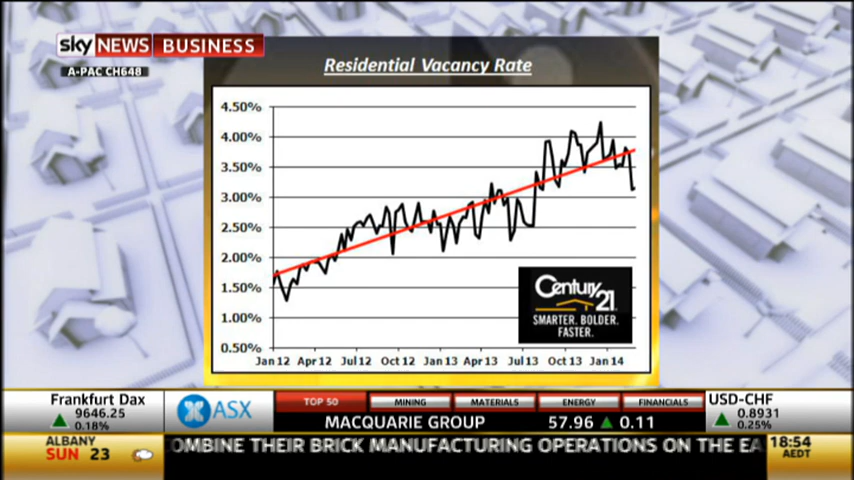 sky NEWS BUSINESS
A-PAC CH648
Residential Vacancy Rate
4.50%
4.00%
3.50%
3.00%
2.50%
2.00%
1.50%
1.00%
0.50%
Jan 12 Apr 12 Jul 12 Oct 12 Jan 13 Apr 13 Jul 13 Oct 13 Jan 14
Century 21
SMARTER. BOLDER.
FASTER.
Frankfurt Dax
9646.25
0.18%
ASX
TOP 50 MINING MATERIALS ENERGY FINANCIALS
MACQUARIE GROUP 57.96 0.11
USD-CHF
0.8931
0.25%
ALBANY
SUN 23
OMBINE THEIR BRICK MANUFACTURING OPERATIONS ON THE EA
18:54
AEDT